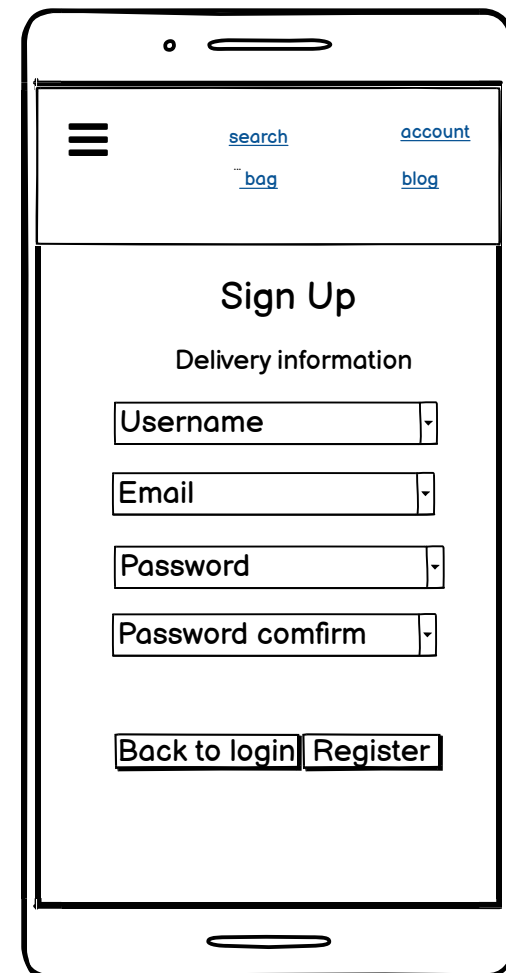 search
account
bag
blog
Sign Up
Delivery information
Username
Email
Password
Password comfirm
Back to login
Register